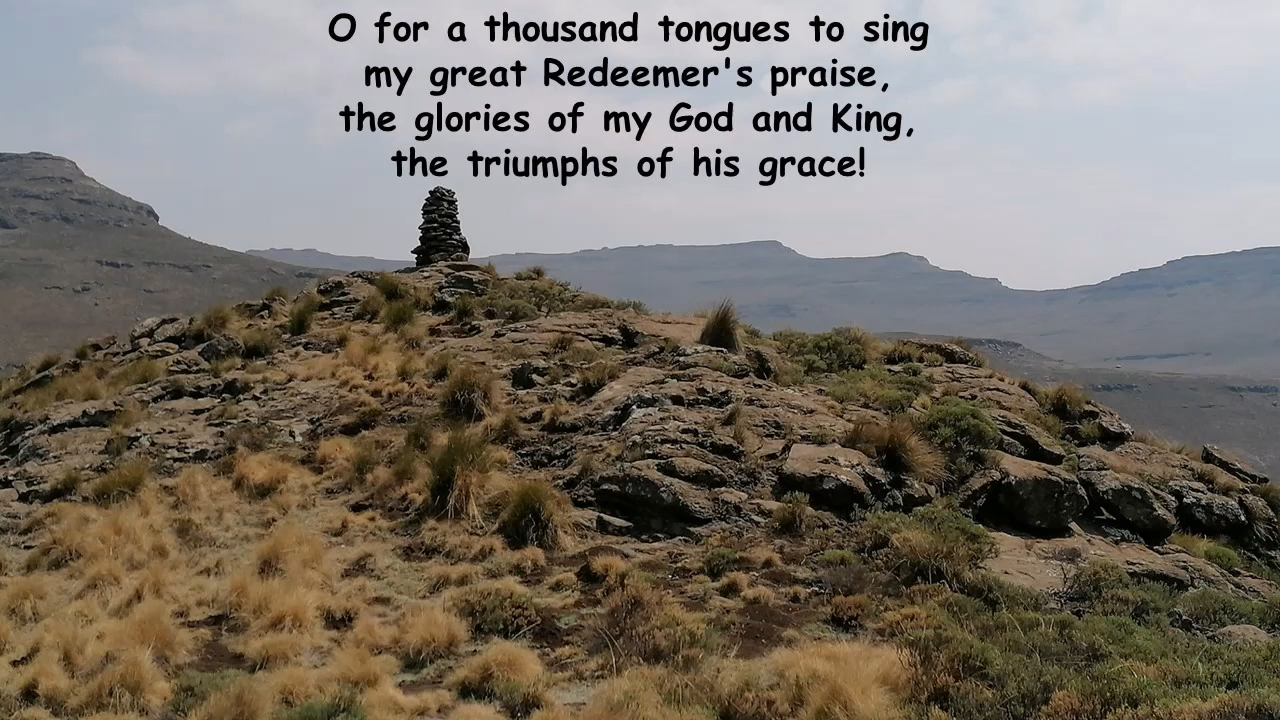 O for a thousand tongues to sing
my great Redeemer's praise,
the glories of my God and King,
the triumphs of his grace!